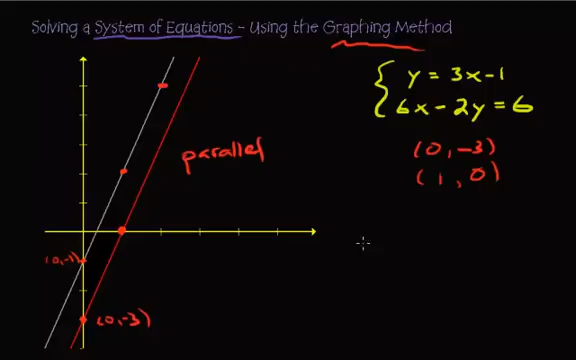 Solving a System of Equations - Using the Graphing Method
y = 3x-1
6x - 2y = 6
(0, -3)
(1, 0)
parallel
(0,-1)
(0,-3)